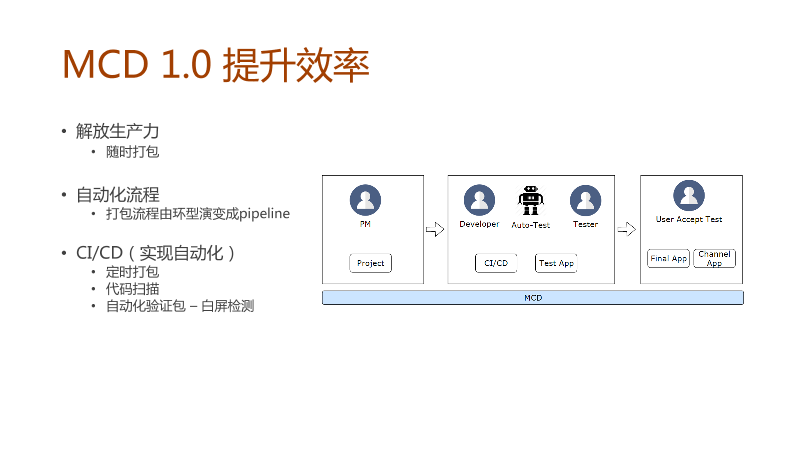 MCD 1.0 提升效率
• 解放生产力
• 随时打包
• 自动化流程
• 打包流程由环型演变成pipeline
• CI/CD（实现自动化）
• 定时打包
• 代码扫描
• 自动化验证包 – 白屏检测
PM
Project
Developer
Auto-Test
Tester
CI/CD
Test App
User Accept Test
Final App
Channel
App
MCD